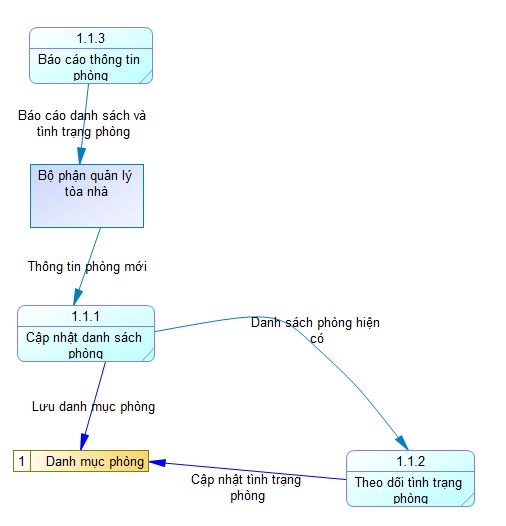 1.1.3
Báo cáo thông tin
phòng
Báo cáo danh sách và
tình trạng phòng
Bộ phận quản lý
tòa nhà
Thông tin phòng mới
1.1.1
Cập nhật danh sách
phòng
Danh sách phòng hiện
có
Lưu danh mục phòng
1 Danh mục phòng
Cập nhật tình trạng
phòng
1.1.2
Theo dõi tình trạng
phòng